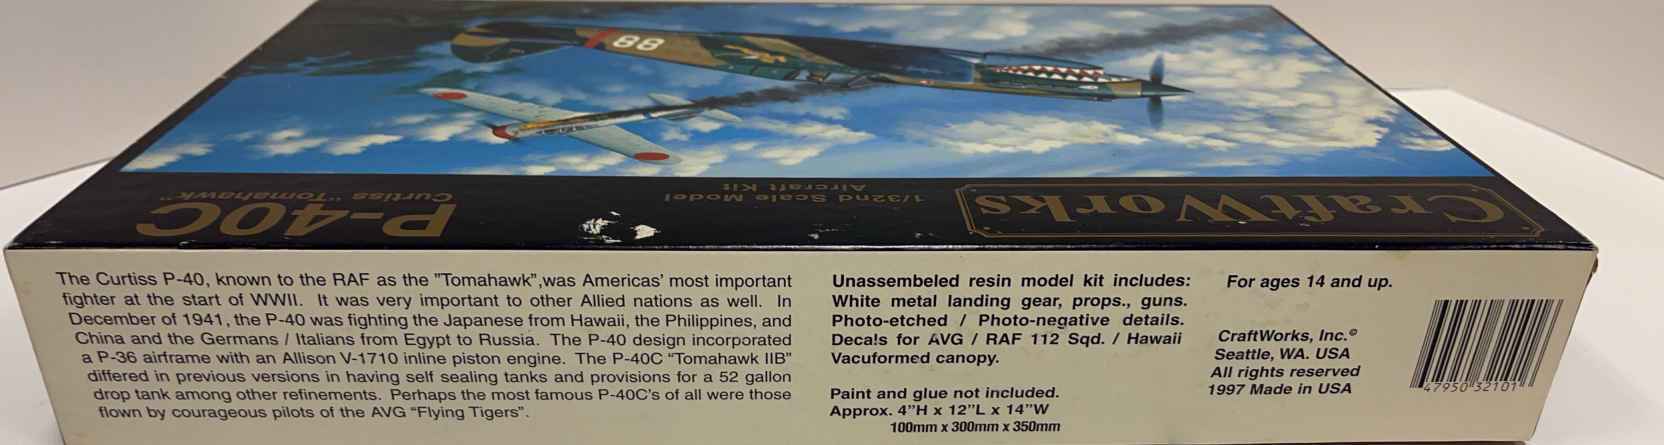 88
P-40C
Curtiss "Tomahawk"
1/32nd Scale Model
Aircraft Kit
CraftWorks
The Curtiss P-40, known to the RAF as the "Tomahawk",was Americas' most important
fighter at the start of WWII. It was very important to other Allied nations as well. In
December of 1941, the P-40 was fighting the Japanese from Hawaii, the Philippines, and
China and the Germans / Italians from Egypt to Russia. The P-40 design incorporated
a P-36 airframe with an Allison V-1710 inline piston engine. The P-40C "Tomahawk IIB"
differed in previous versions in having self sealing tanks and provisions for a 52 gallon
drop tank among other refinements. Perhaps the most famous P-40C's of all were those
flown by courageous pilots of the AVG "Flying Tigers".
Unassembeled resin model kit includes:
White metal landing gear, props., guns.
Photo-etched / Photo-negative details.
Decals for AVG / RAF 112 Sqd. / Hawaii
Vacuformed canopy.
Paint and glue not included.
Approx. 4"H x 12"L x 14"W
100mm x 300mm x 350mm
For ages 14 and up.
CraftWorks, Inc.©
Seattle, WA. USA
All rights reserved
1997 Made in USA
47950 32101